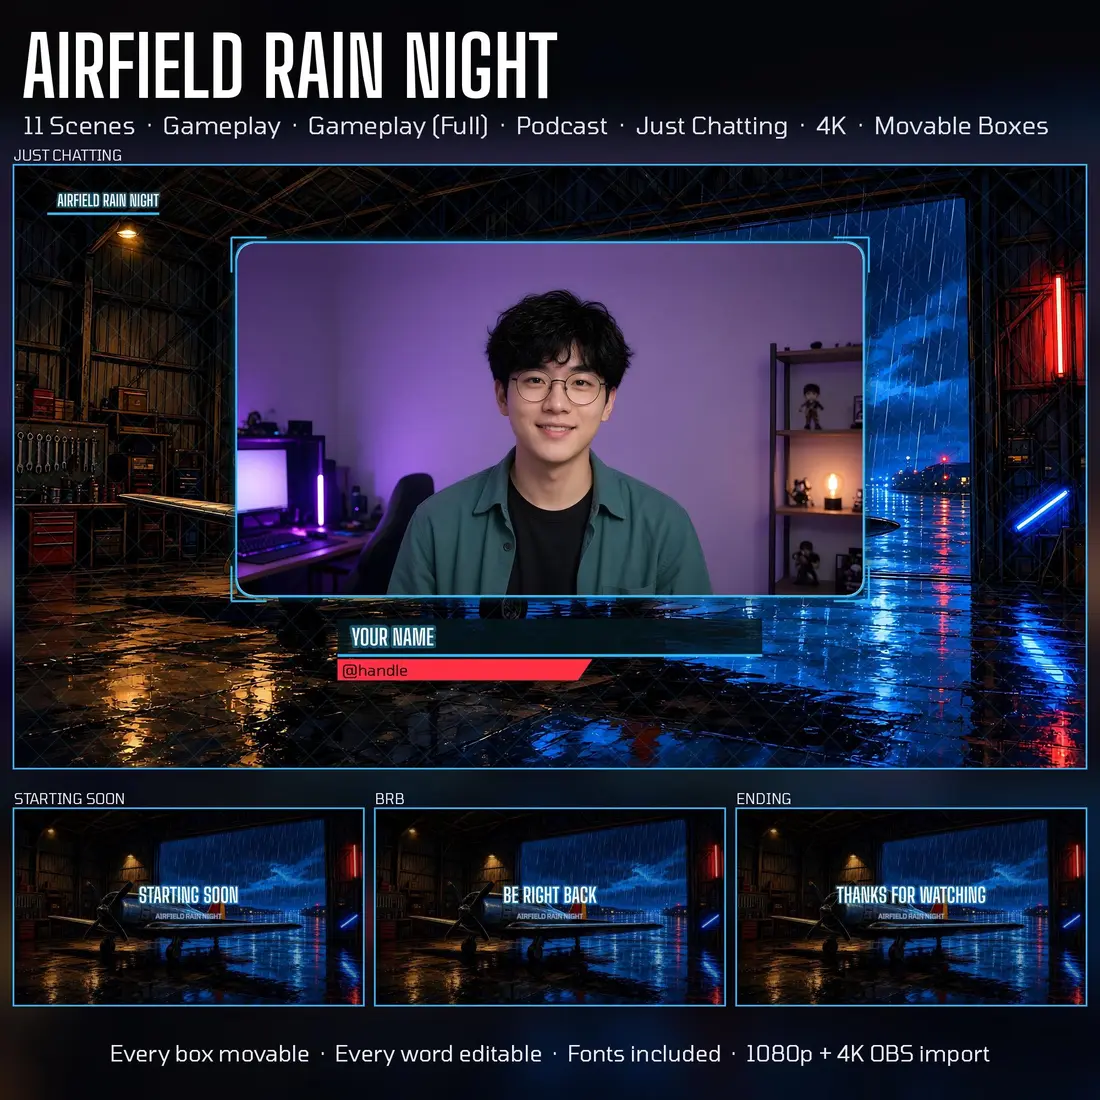 AIRFIELD RAIN NIGHT
11 Scenes · Gameplay · Gameplay (Full) · Podcast · Just Chatting · 4K · Movable Boxes
JUST CHATTING
AIRFIELD RAIN NIGHT
YOUR NAME
@handle
STARTING SOON
BRB
ENDING
STARTING SOON
AIRFIELD RAIN NIGHT
BE RIGHT BACK
AIRFIELD RAIN NIGHT
THANKS FOR WATCHING
AIRFIELD RAIN NIGHT
Every box movable · Every word editable · Fonts included · 1080p + 4K OBS import